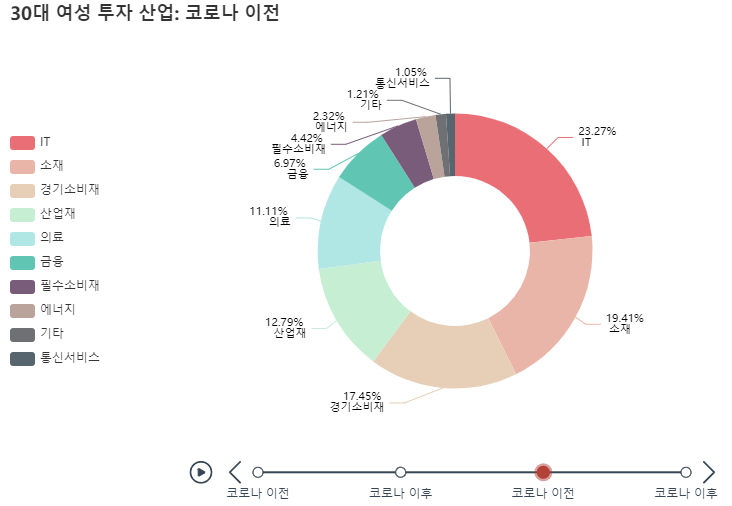 30대 여성 투자 산업: 코로나 이전
IT
소재
경기소비재
산업재
의료
금융
필수소비재
에너지
기타
통신서비스
1.05%
통신서비스
1.21%
기타
2.32%
에너지
4.42%
필수소비재
6.97%
금융
11.11%
의료
12.79%
산업재
17.45%
경기소비재
19.41%
소재
23.27%
IT
코로나 이전
코로나 이후
코로나 이전
코로나 이후